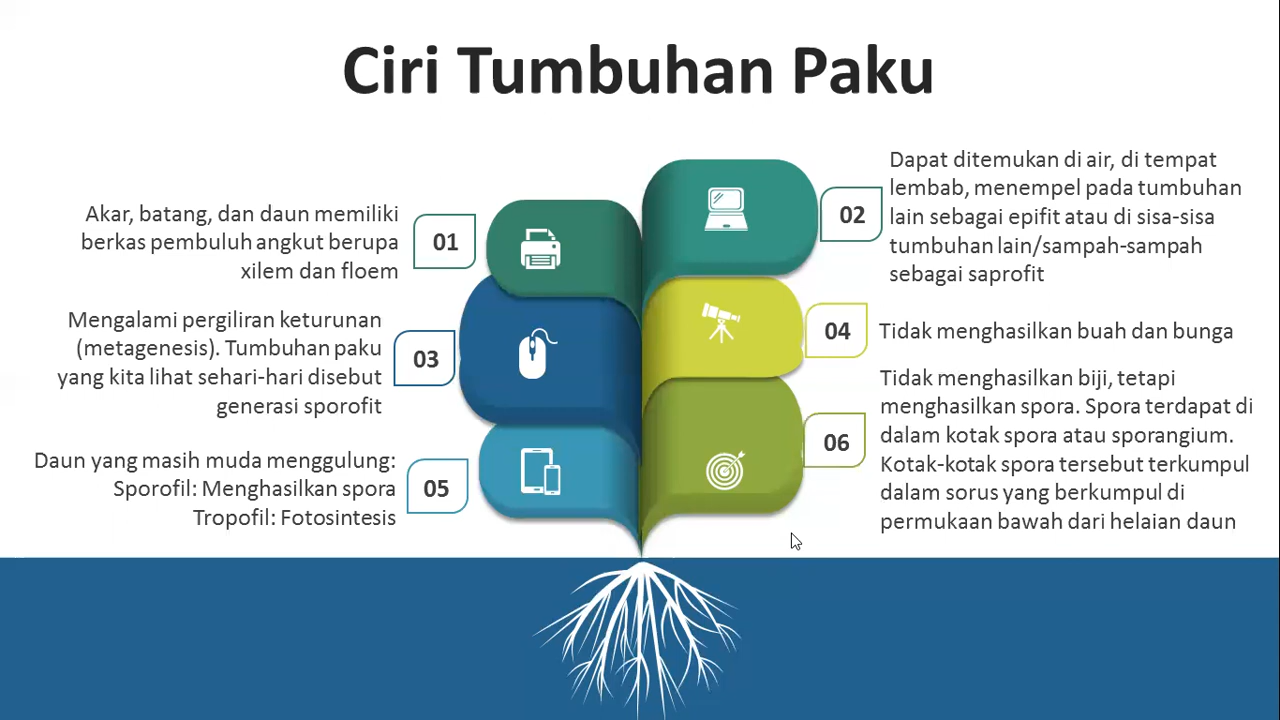 Ciri Tumbuhan Paku
01
Akar, batang, dan daun memiliki
berkas pembuluh angkut berupa
xilem dan floem
02
Dapat ditemukan di air, di tempat
lembab, menempel pada tumbuhan
lain sebagai epifit atau di sisa-sisa
tumbuhan lain/sampah-sampah
sebagai saprofit
03
Mengalami pergiliran keturunan
(metagenesis). Tumbuhan paku
yang kita lihat sehari-hari disebut
generasi sporofit
04
Tidak menghasilkan buah dan bunga
05
Daun yang masih muda menggulung:
Sporofil: Menghasilkan spora
Tropofil: Fotosintesis
06
Tidak menghasilkan biji, tetapi
menghasilkan spora. Spora terdapat di
dalam kotak spora atau sporangium.
Kotak-kotak spora tersebut terkumpul
dalam sorus yang berkumpul di
permukaan bawah dari helaian daun